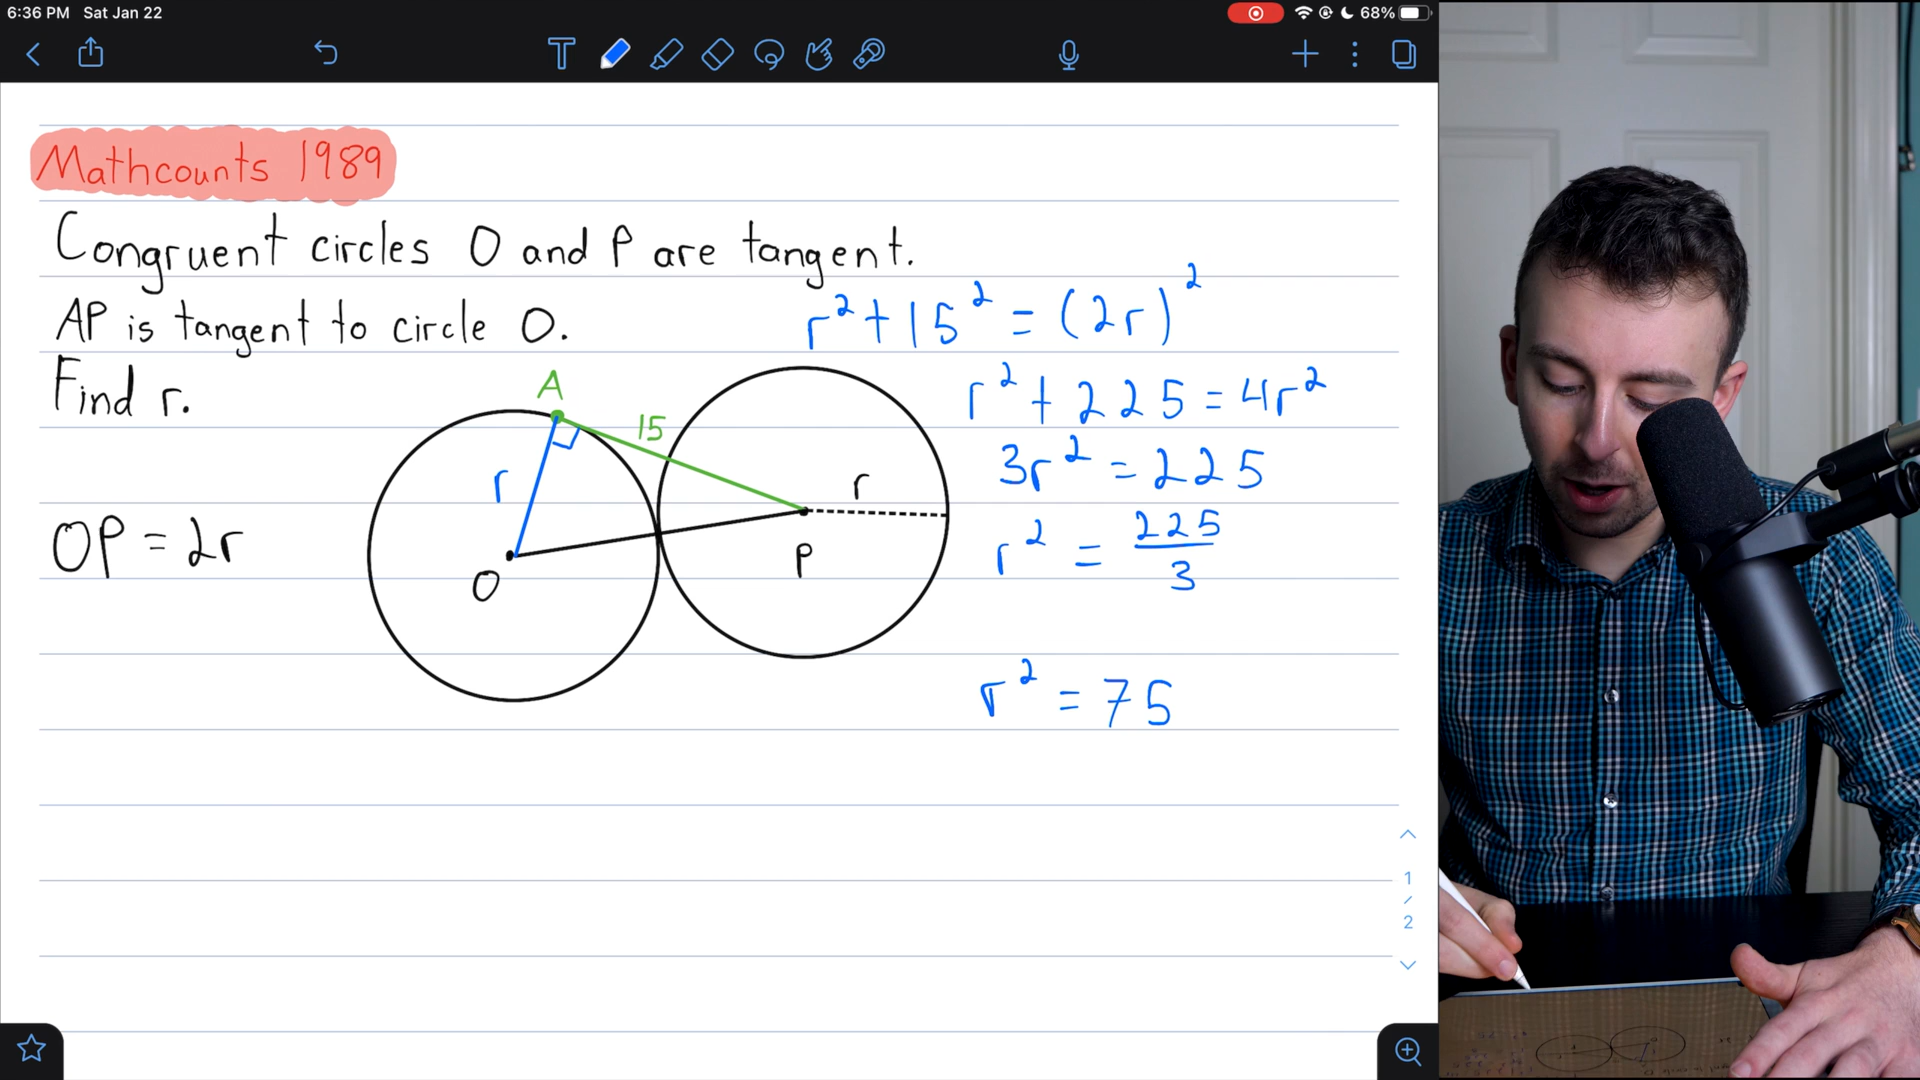 6:36 PM Sat Jan 22
68%
Mathcounts 1989
Congruent circles O and P are tangent.
AP is tangent to circle O.
Find r.
OP = 2r
A
15
r
r
O
P
r² + 15² = (2r)²
r² + 225 = 4r²
3r² = 225
r² = 225/3
r² = 75
1
/
2